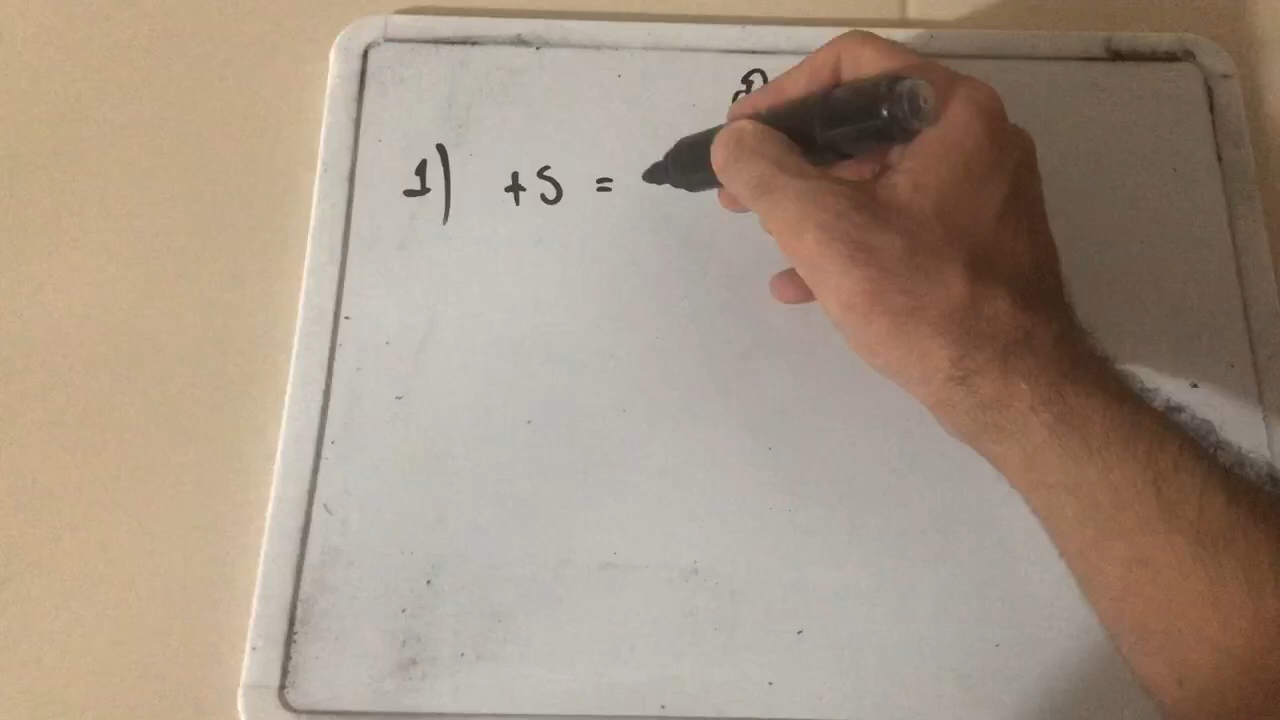 1) +5 =